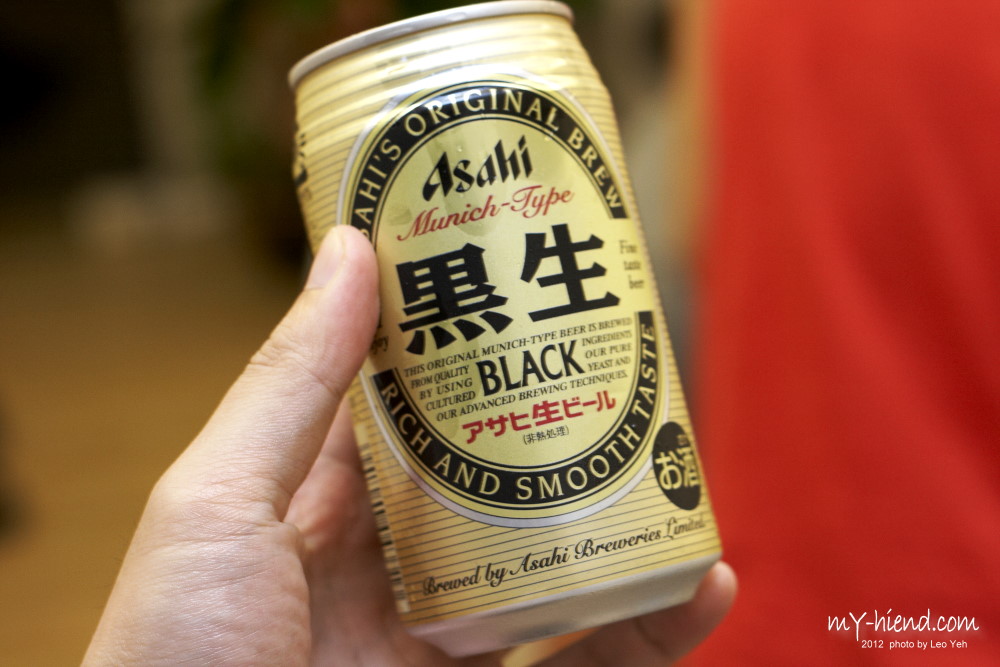 ASAHI'S ORIGINAL BREW
Asahi
Munich-Type
黒生
Fine
taste
beer
THIS ORIGINAL MUNICH-TYPE BEER IS BREWED
FROM QUALITY INGREDIENTS
BY USING OUR PURE
CULTURED YEAST AND
BLACK
OUR ADVANCED BREWING TECHNIQUES.
アサヒ生ビール
(非熱処理)
RICH AND SMOOTH·TASTE
お酒
Brewed by Asahi Breweries Limited.
mY-hiend.com
2012 photo by Leo Yeh